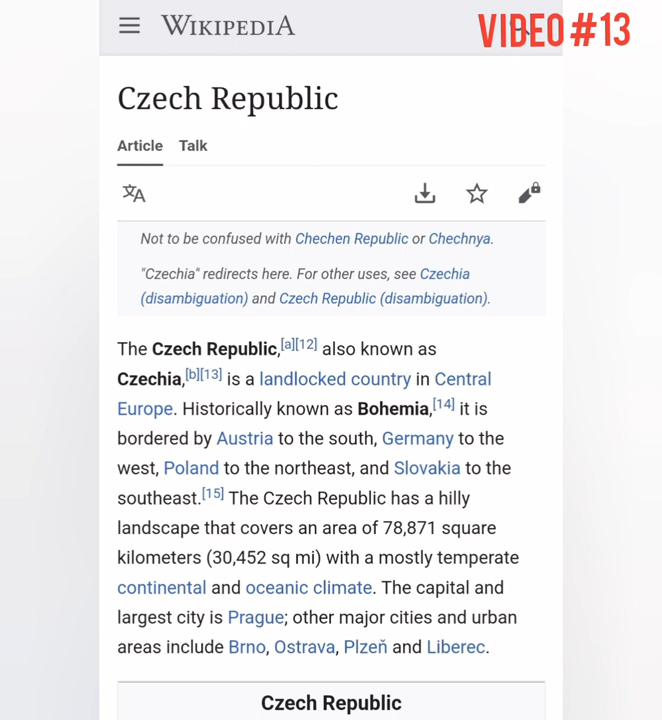 WIKIPEDIA
VIDEO #13
Czech Republic
Article Talk
Not to be confused with Chechen Republic or Chechnya.
"Czechia" redirects here. For other uses, see Czechia
(disambiguation) and Czech Republic (disambiguation).
The Czech Republic,[a][12] also known as
Czechia,[b][13] is a landlocked country in Central
Europe. Historically known as Bohemia,[14] it is
bordered by Austria to the south, Germany to the
west, Poland to the northeast, and Slovakia to the
southeast.[15] The Czech Republic has a hilly
landscape that covers an area of 78,871 square
kilometers (30,452 sq mi) with a mostly temperate
continental and oceanic climate. The capital and
largest city is Prague; other major cities and urban
areas include Brno, Ostrava, Plzeň and Liberec.
Czech Republic